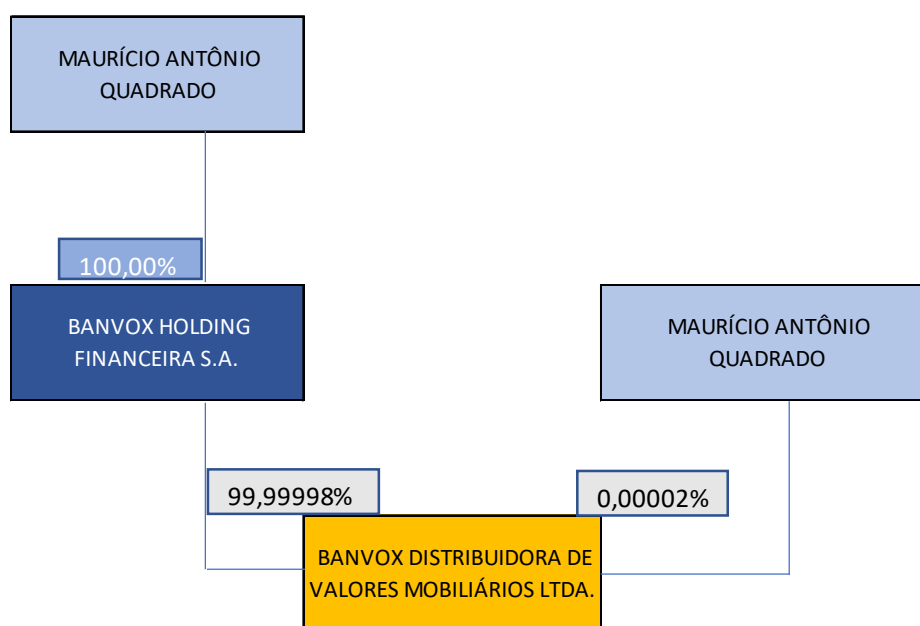 MAURÍCIO ANTÔNIO
QUADRADO
100,00%
BANVOX HOLDING
FINANCEIRA S.A.
MAURÍCIO ANTÔNIO
QUADRADO
99,99998%
0,00002%
BANVOX DISTRIBUIDORA DE
VALORES MOBILIÁRIOS LTDA.